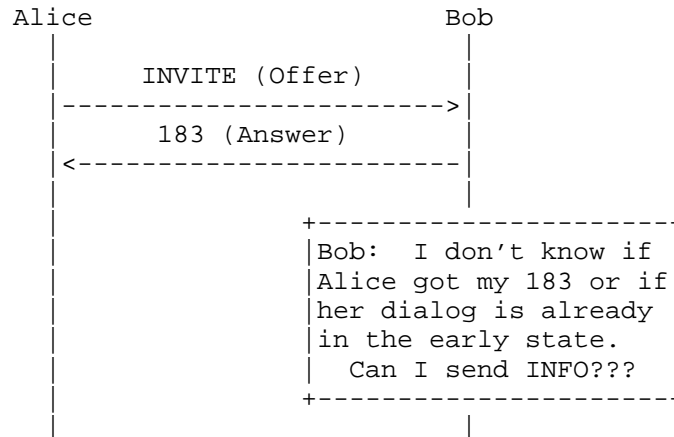 Alice Bob
INVITE (Offer)
183 (Answer)
Bob: I don't know if
Alice got my 183 or if
her dialog is already
in the early state.
Can I send INFO???